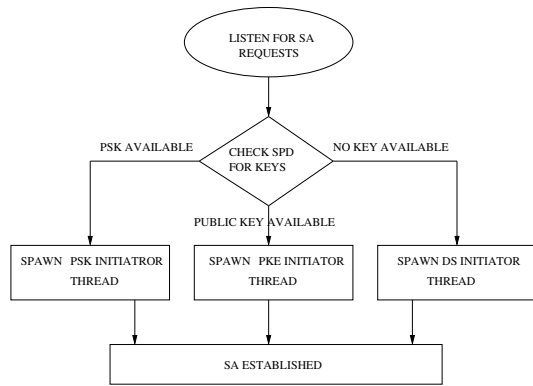 LISTEN FOR SA
REQUESTS
PSK AVAILABLE
CHECK SPD
FOR KEYS
NO KEY AVAILABLE
PUBLIC KEY AVAILABLE
SPAWN PSK INITIATROR
THREAD
SPAWN PKE INITIATOR
THREAD
SPAWN DS INITIATOR
THREAD
SA ESTABLISHED